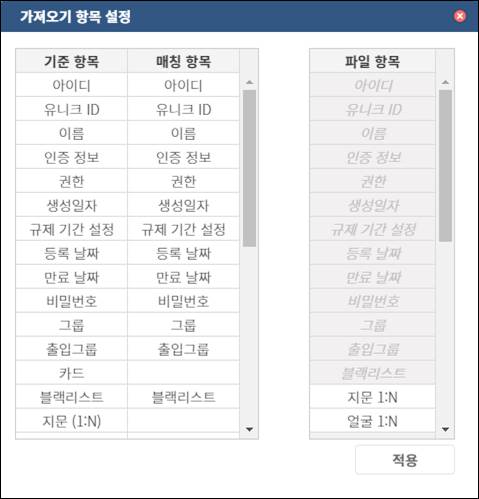 가져오기 항목 설정
기준 항목 매칭 항목 파일 항목
아이디 아이디 아이디
유니크 ID 유니크 ID 유니크 ID
이름 이름 이름
인증 정보 인증 정보 인증 정보
권한 권한 권한
생성일자 생성일자 생성일자
규제 기간 설정 규제 기간 설정 규제 기간 설정
등록 날짜 등록 날짜 등록 날짜
만료 날짜 만료 날짜 만료 날짜
비밀번호 비밀번호 비밀번호
그룹 그룹 그룹
출입그룹 출입그룹 출입그룹
카드 블랙리스트
블랙리스트 블랙리스트 지문 1:N
지문 (1:N) 얼굴 1:N
적용